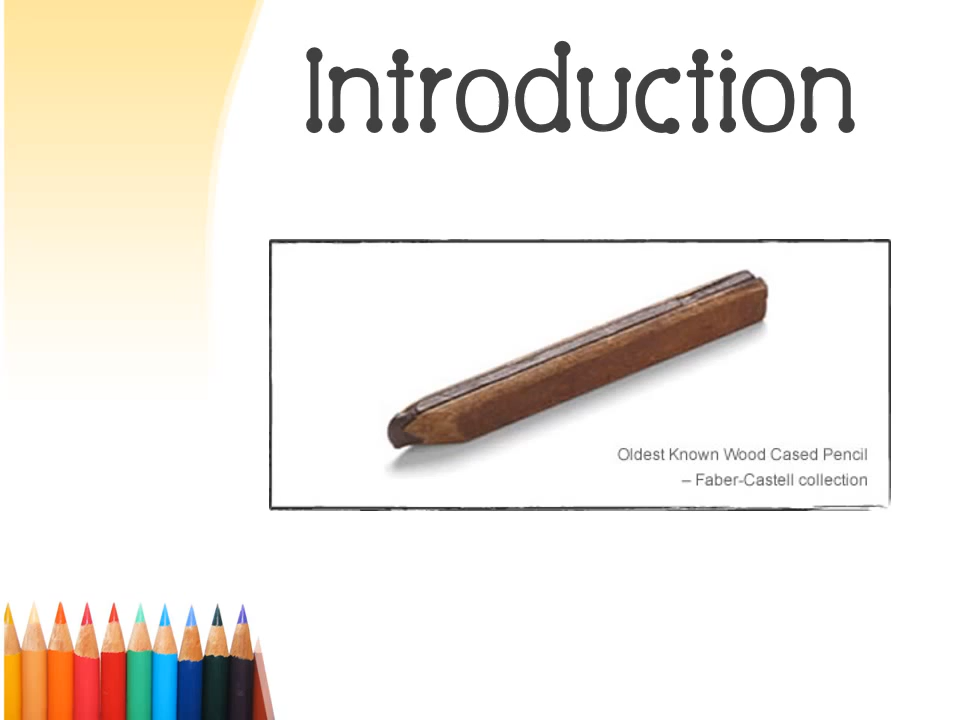 Introduction
Oldest Known Wood Cased Pencil
– Faber-Castell collection